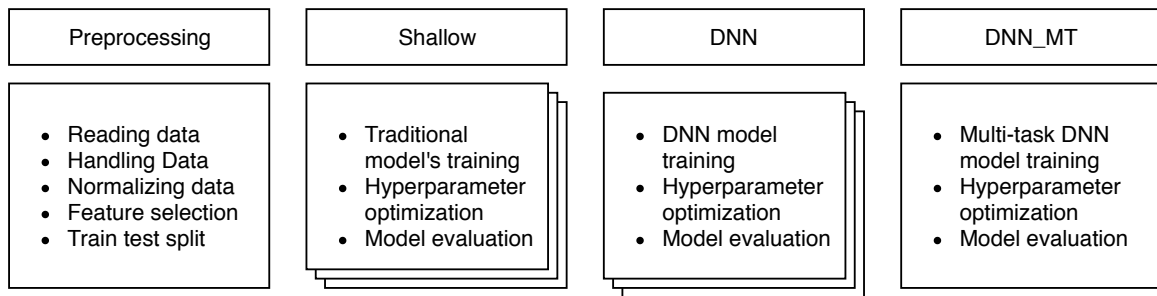 Preprocessing
Shallow
DNN
DNN_MT
• Reading data
• Handling Data
• Normalizing data
• Feature selection
• Train test split
• Traditional
model's training
• Hyperparameter
optimization
• Model evaluation
• DNN model
training
• Hyperparameter
optimization
• Model evaluation
• Multi-task DNN
model training
• Hyperparameter
optimization
• Model evaluation